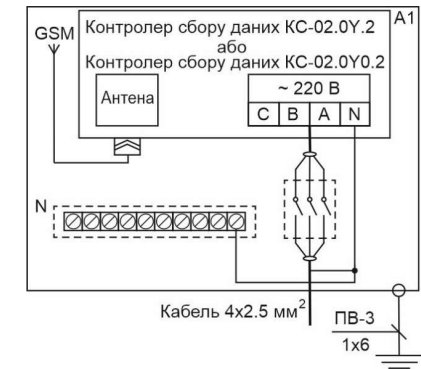 A1
GSM
Контролер сбору даних КС-02.0Y.2
або
Контролер сбору даних КС-02.0Y0.2
Антена
~ 220 В
C B A N
N
Кабель 4х2.5 мм²
ПВ-3
1х6